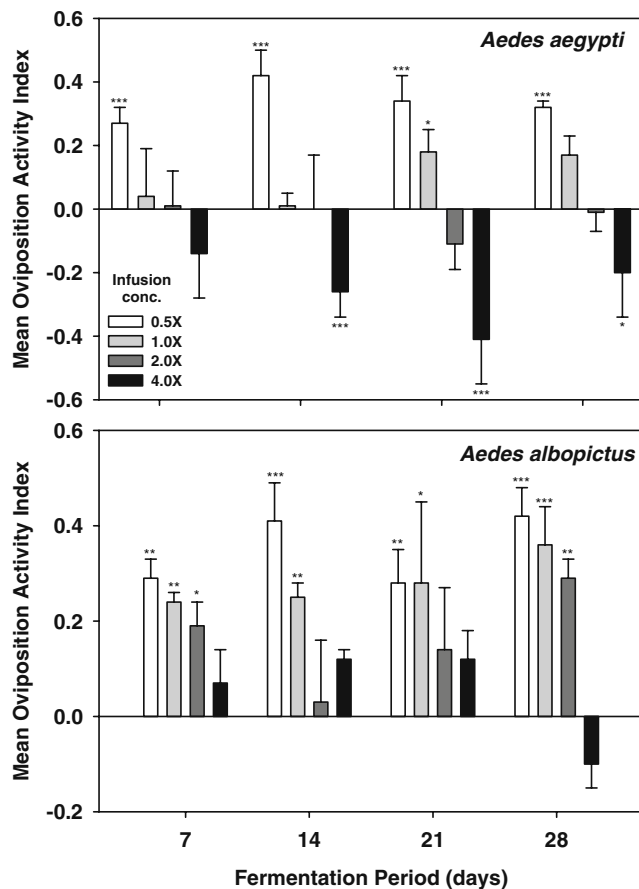 Aedes aegypti
Mean Oviposition Activity Index
0.6
0.4
0.2
0.0
-0.2
-0.4
-0.6
***
***
***
*
***
***
***
*
Infusion
conc.
0.5X
1.0X
2.0X
4.0X
Aedes albopictus
Mean Oviposition Activity Index
0.6
0.4
0.2
0.0
-0.2
**
**
*
***
**
**
*
***
***
**
7 14 21 28
Fermentation Period (days)